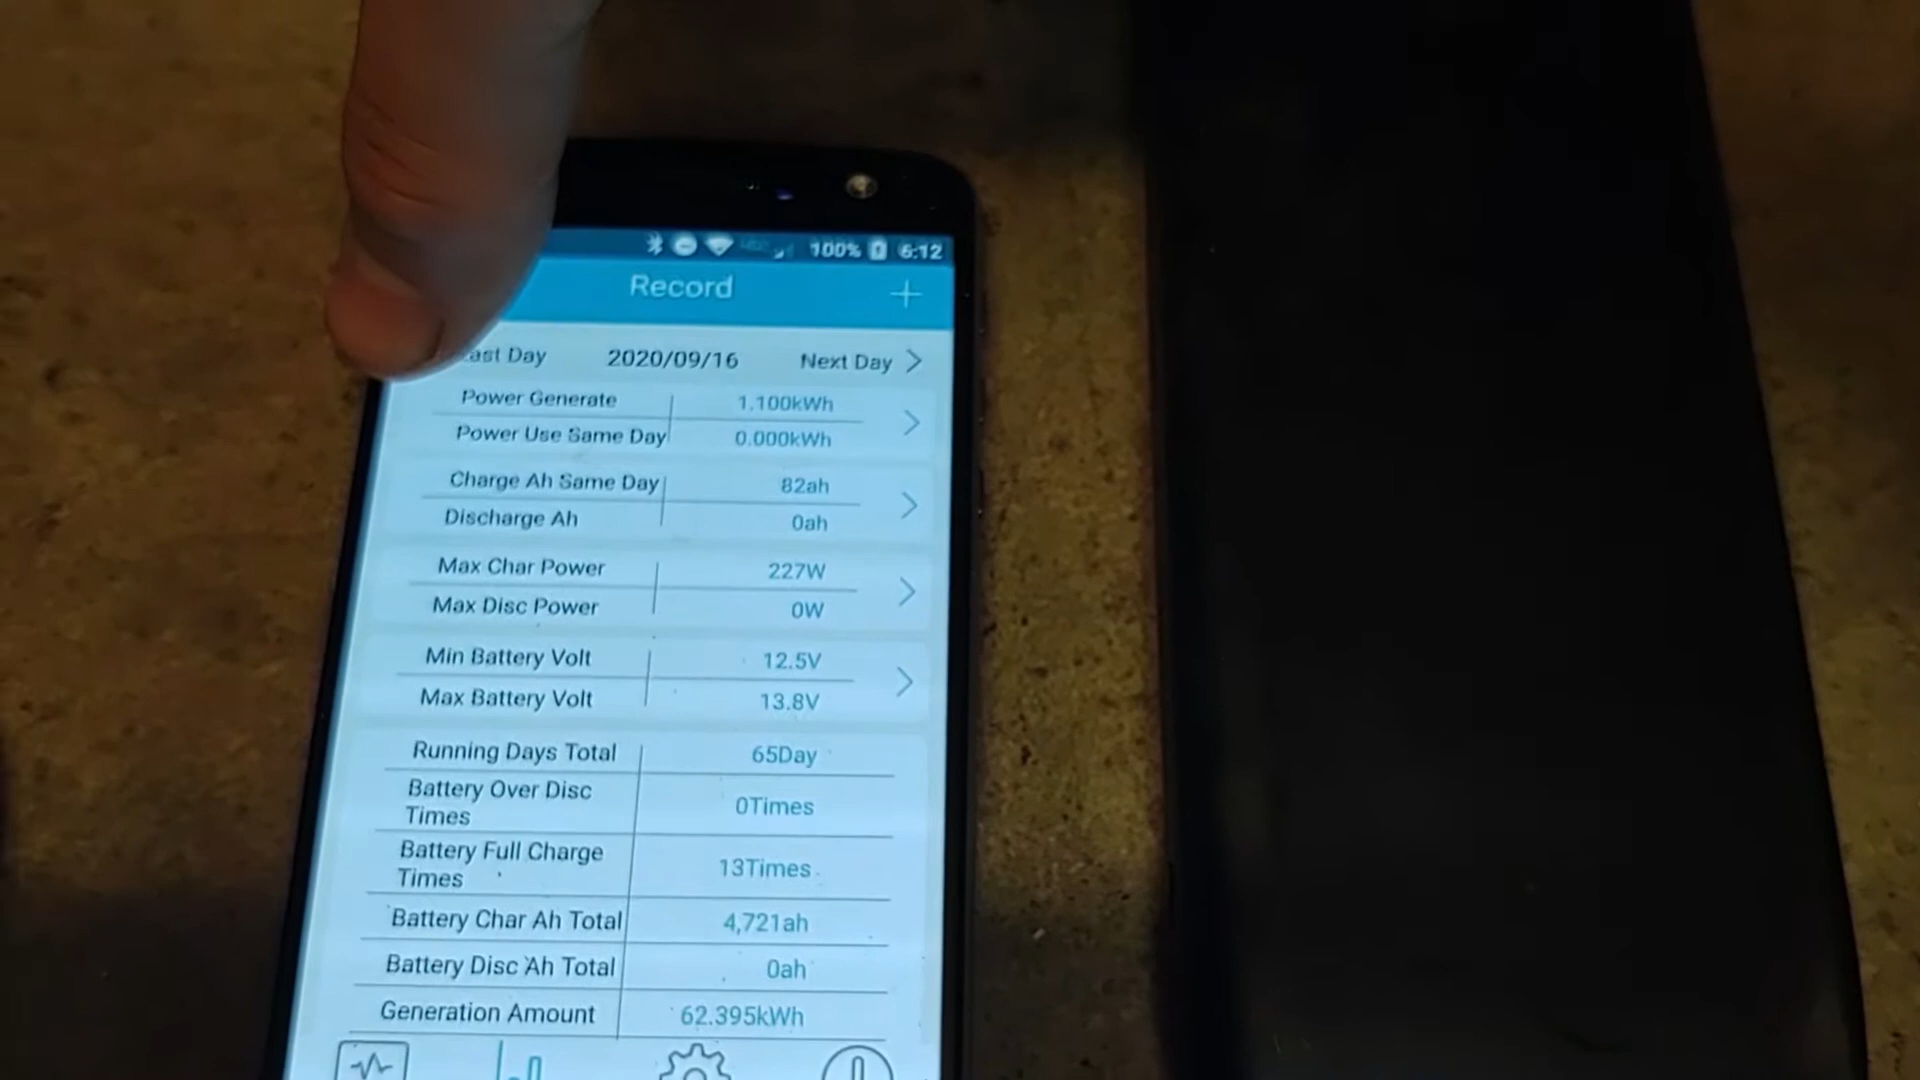 100% 6:12
Record
ast Day 2020/09/16 Next Day
Power Generate 1.100kWh
Power Use Same Day 0.000kWh
Charge Ah Same Day 82ah
Discharge Ah 0ah
Max Char Power 227W
Max Disc Power 0W
Min Battery Volt 12.5V
Max Battery Volt 13.8V
Running Days Total 65Day
Battery Over Disc
Times 0Times
Battery Full Charge
Times 13Times
Battery Char Ah Total 4,721ah
Battery Disc Ah Total 0ah
Generation Amount 62.395kWh